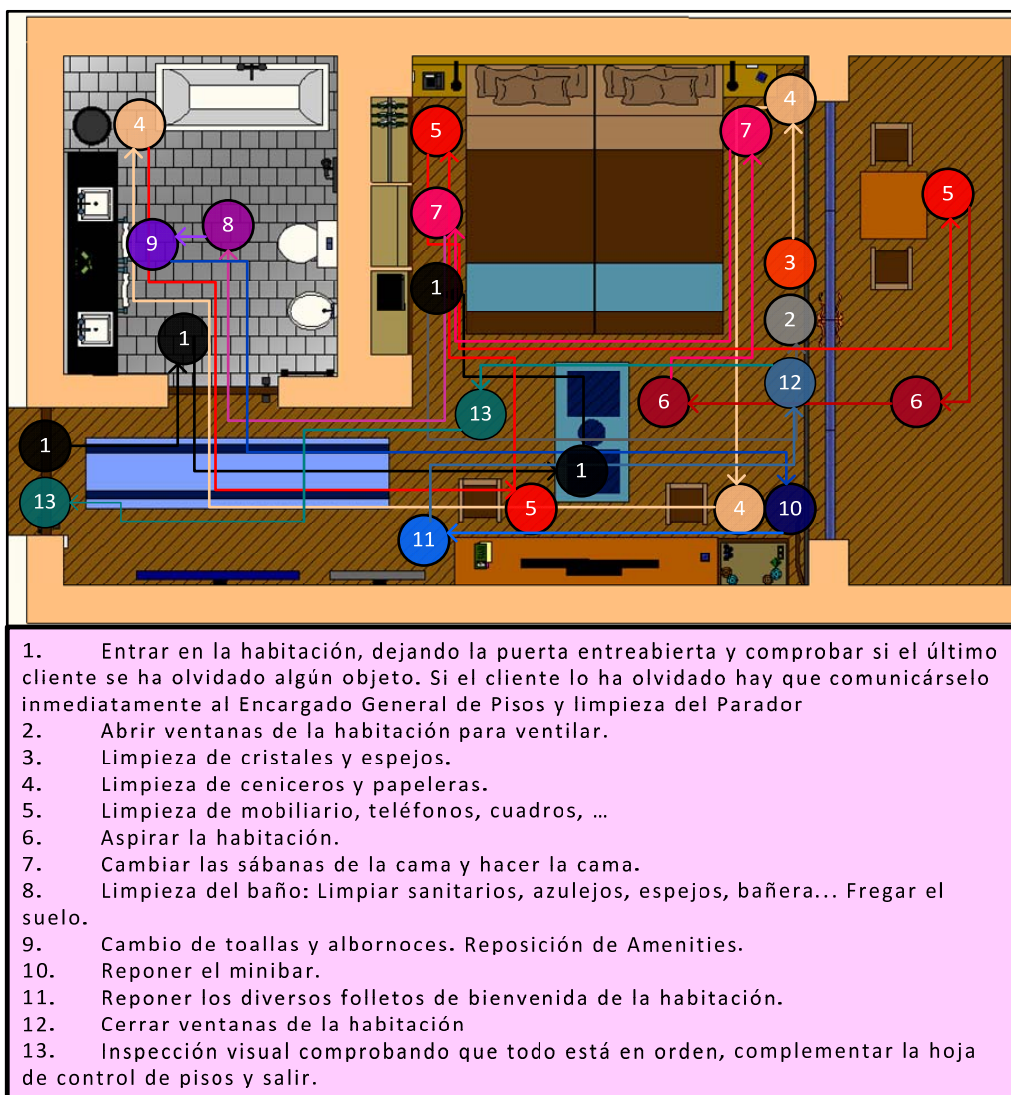 4
5
7
4
5
7
8
9
3
1
2
1
12
6
6
13
1
1
13
5
4
10
11
1. Entrar en la habitación, dejando la puerta entreabierta y comprobar si el último
cliente se ha olvidado algún objeto. Si el cliente lo ha olvidado hay que comunicárselo
inmediatamente al Encargado General de Pisos y limpieza del Parador
2. Abrir ventanas de la habitación para ventilar.
3. Limpieza de cristales y espejos.
4. Limpieza de ceniceros y papeleras.
5. Limpieza de mobiliario, teléfonos, cuadros, …
6. Aspirar la habitación.
7. Cambiar las sábanas de la cama y hacer la cama.
8. Limpieza del baño: Limpiar sanitarios, azulejos, espejos, bañera... Fregar el
suelo.
9. Cambio de toallas y albornoces. Reposición de Amenities.
10. Reponer el minibar.
11. Reponer los diversos folletos de bienvenida de la habitación.
12. Cerrar ventanas de la habitación
13. Inspección visual comprobando que todo está en orden, complementar la hoja
de control de pisos y salir.